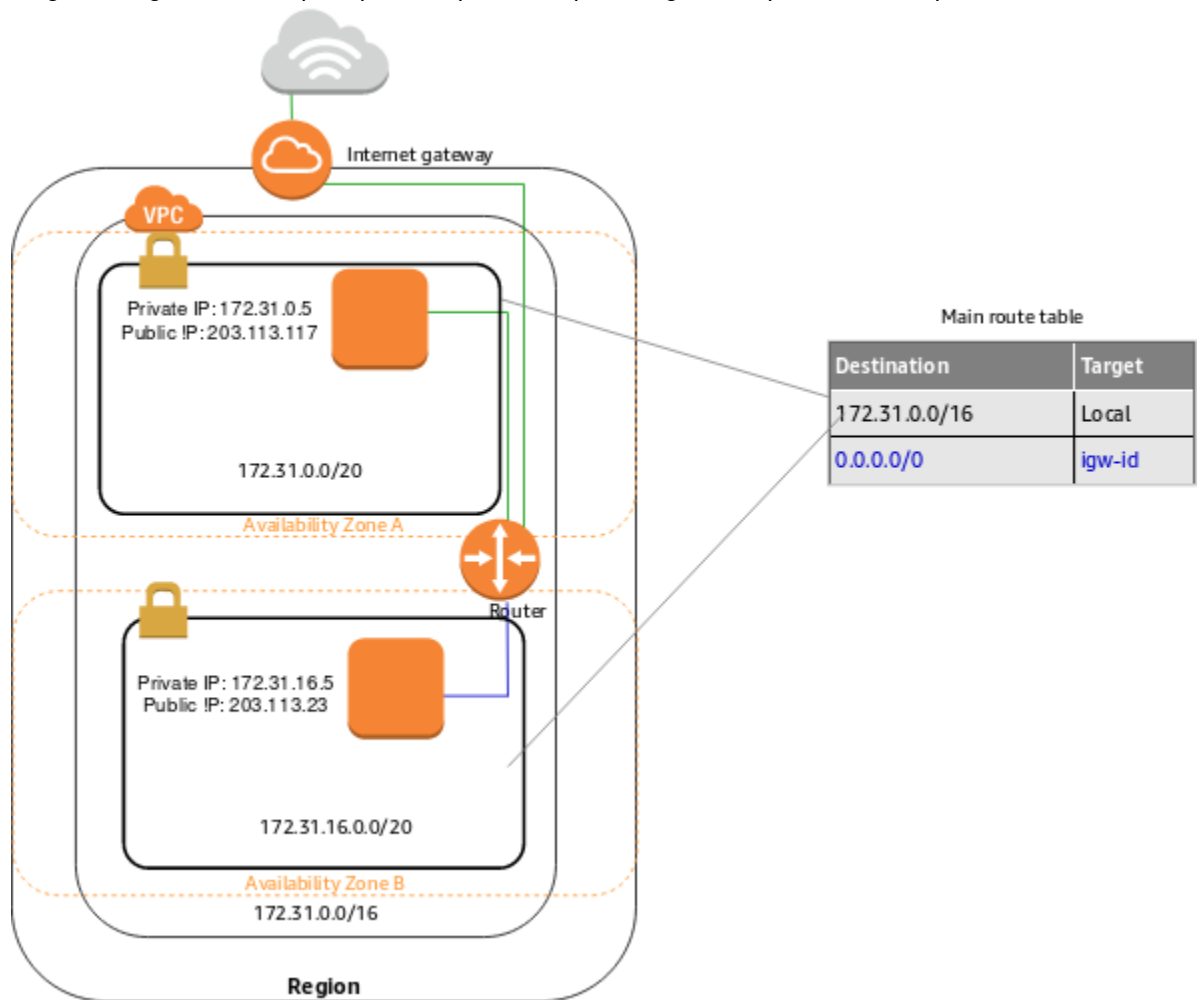 Internet gateway
VPC
Private IP: 172.31.0.5
Public !P: 203.113.117
172.31.0.0/20
Availability Zone A
Router
Private IP: 172.31.16.5
Public !P: 203.113.23
172.31.16.0.0/20
Availability Zone B
172.31.0.0/16
Region
Main route table
Destination Target
172.31.0.0/16 Local
0.0.0.0/0 igw-id